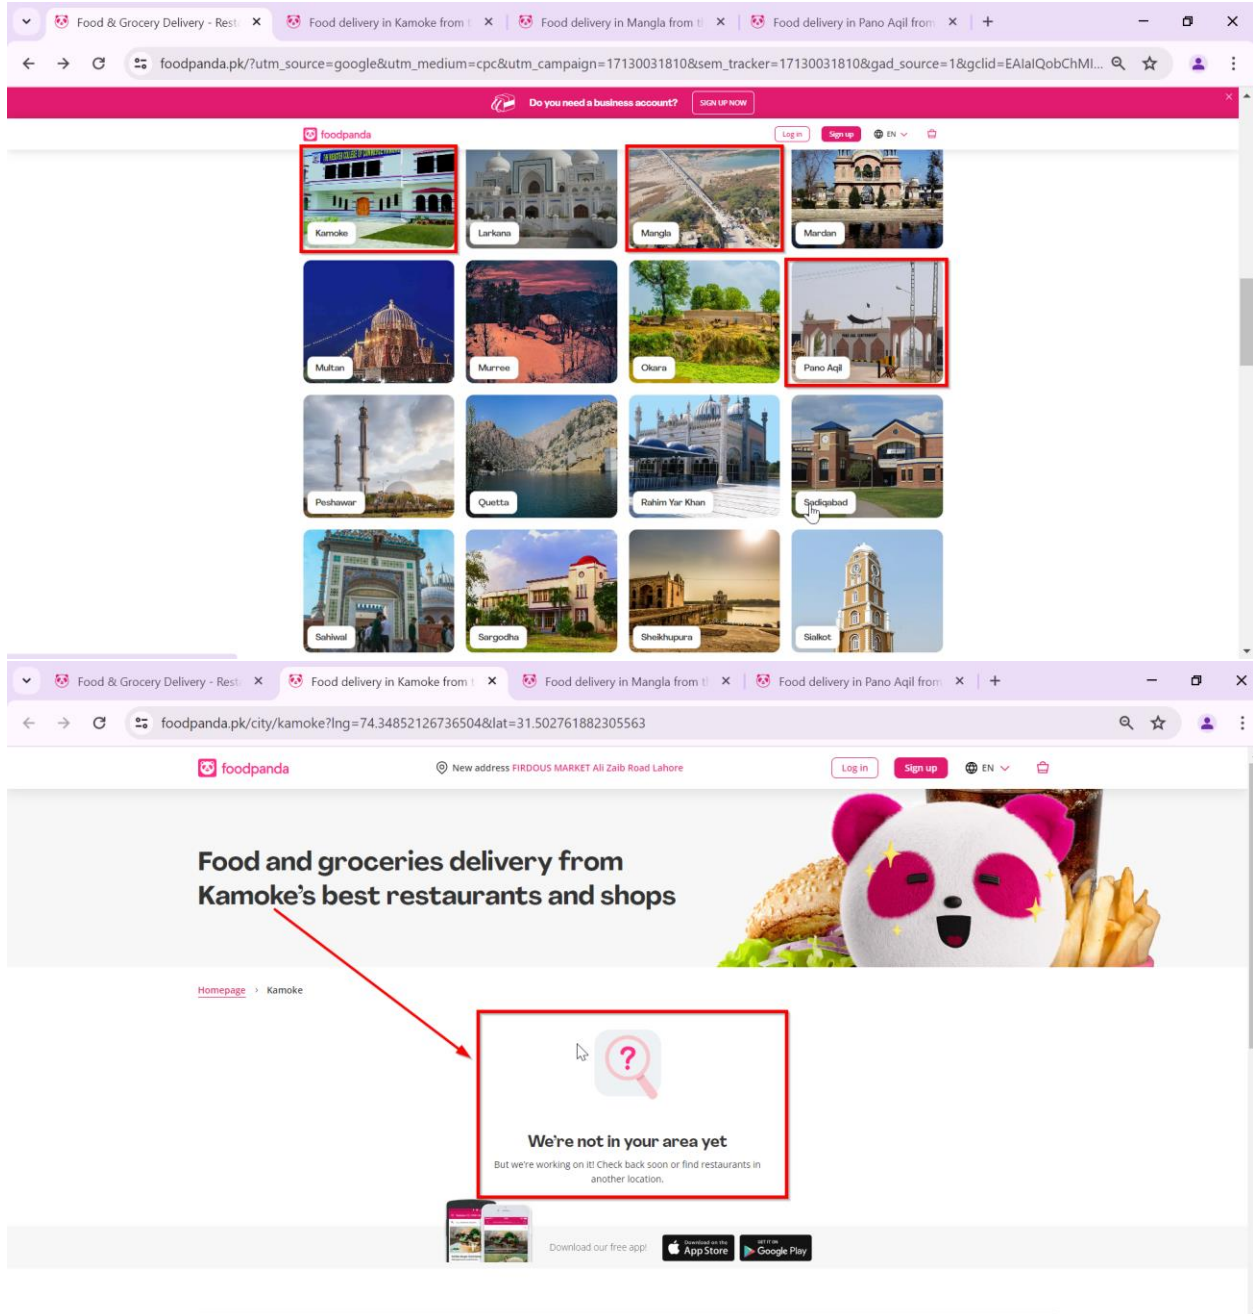 Food & Grocery Delivery - Rest
Food delivery in Kamoke from t
Food delivery in Mangla from t
Food delivery in Pano Aqil from
foodpanda.pk/?utm_source=google&utm_medium=cpc&utm_campaign=17130031810&sem_tracker=17130031810&gad_source=1&gclid=EAIaIQobChMI...
Do you need a business account? SIGN UP NOW
foodpanda
Log in Sign up EN
Kamoke
Larkana
Mangla
Mardan
Multan
Murree
Okara
Pano Aqil
Peshawar
Quetta
Rahim Yar Khan
Sadiqabad
Sahiwal
Sargodha
Sheikhupura
Sialkot
Food & Grocery Delivery - Rest
Food delivery in Kamoke from t
Food delivery in Mangla from t
Food delivery in Pano Aqil from
foodpanda.pk/city/kamoke?lng=74.34852126736504&lat=31.502761882305563
foodpanda
New address FIRDOUS MARKET Ali Zaib Road Lahore
Log in Sign up EN
Food and groceries delivery from
Kamoke's best restaurants and shops
Homepage > Kamoke
?
We're not in your area yet
But we're working on it! Check back soon or find restaurants in
another location.
Download our free app!
Download on the
App Store
GET IT ON
Google Play